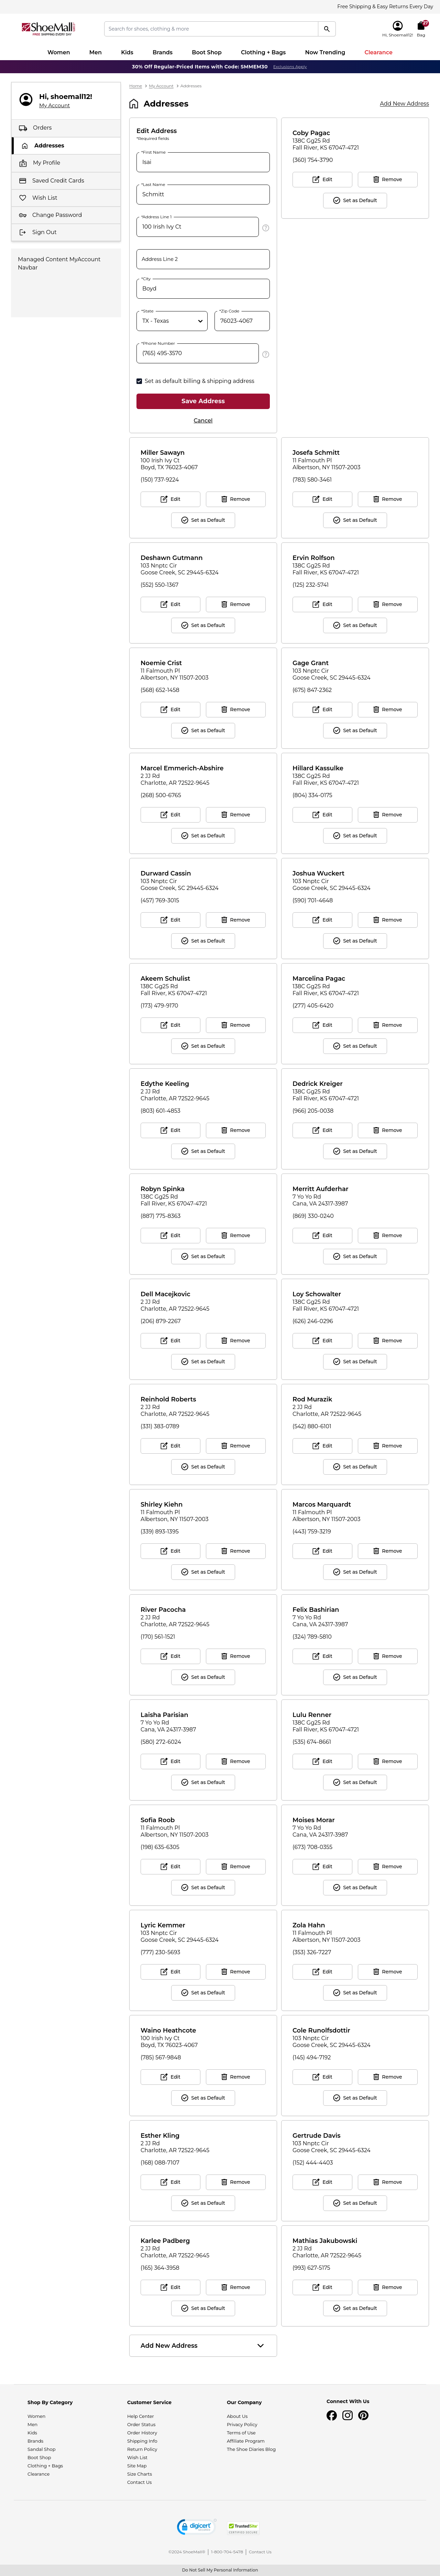 Free Shipping & Easy Returns Every Day
ShoeMall
FREE SHIPPING & EASY RETURNS EVERY DAY
Search for shoes, clothing & more
Hi, Shoemall12!
Bag
Women Men Kids Brands Boot Shop Clothing + Bags Now Trending Clearance
30% Off Regular-Priced Items with Code: SMMEM30 Exclusions Apply
Hi, shoemall12!
My Account
Orders
Addresses
My Profile
Saved Credit Cards
Wish List
Change Password
Sign Out
Managed Content MyAccount
Navbar
Home > My Account > Addresses
Addresses
Add New Address
Edit Address
*Required fields
*First Name
Isai
*Last Name
Schmitt
*Address Line 1
100 Irish Ivy Ct
Address Line 2
*City
Boyd
*State
TX - Texas
*Zip Code
76023-4067
*Phone Number
(765) 495-3570
Set as default billing & shipping address
Save Address
Cancel
Coby Pagac
138C Gg25 Rd
Fall River, KS 67047-4721
(360) 754-3790
Edit Remove
Set as Default
Miller Sawayn
100 Irish Ivy Ct
Boyd, TX 76023-4067
(150) 737-9224
Edit Remove
Set as Default
Josefa Schmitt
11 Falmouth Pl
Albertson, NY 11507-2003
(783) 580-3461
Edit Remove
Set as Default
Deshawn Gutmann
103 Nnptc Cir
Goose Creek, SC 29445-6324
(552) 550-1367
Edit Remove
Set as Default
Ervin Rolfson
138C Gg25 Rd
Fall River, KS 67047-4721
(125) 232-5741
Edit Remove
Set as Default
Noemie Crist
11 Falmouth Pl
Albertson, NY 11507-2003
(568) 652-1458
Edit Remove
Set as Default
Gage Grant
103 Nnptc Cir
Goose Creek, SC 29445-6324
(675) 847-2362
Edit Remove
Set as Default
Marcel Emmerich-Abshire
2 JJ Rd
Charlotte, AR 72522-9645
(268) 500-6765
Edit Remove
Set as Default
Hillard Kassulke
138C Gg25 Rd
Fall River, KS 67047-4721
(804) 334-0175
Edit Remove
Set as Default
Durward Cassin
103 Nnptc Cir
Goose Creek, SC 29445-6324
(457) 769-3015
Edit Remove
Set as Default
Joshua Wuckert
103 Nnptc Cir
Goose Creek, SC 29445-6324
(590) 701-4648
Edit Remove
Set as Default
Akeem Schulist
138C Gg25 Rd
Fall River, KS 67047-4721
(173) 479-9170
Edit Remove
Set as Default
Marcelina Pagac
138C Gg25 Rd
Fall River, KS 67047-4721
(277) 405-6420
Edit Remove
Set as Default
Edythe Keeling
2 JJ Rd
Charlotte, AR 72522-9645
(803) 601-4853
Edit Remove
Set as Default
Dedrick Kreiger
138C Gg25 Rd
Fall River, KS 67047-4721
(966) 205-0038
Edit Remove
Set as Default
Robyn Spinka
138C Gg25 Rd
Fall River, KS 67047-4721
(887) 775-8363
Edit Remove
Set as Default
Merritt Aufderhar
7 Yo Yo Rd
Cana, VA 24317-3987
(869) 330-0240
Edit Remove
Set as Default
Dell Macejkovic
2 JJ Rd
Charlotte, AR 72522-9645
(206) 879-2267
Edit Remove
Set as Default
Loy Schowalter
138C Gg25 Rd
Fall River, KS 67047-4721
(626) 246-0296
Edit Remove
Set as Default
Reinhold Roberts
2 JJ Rd
Charlotte, AR 72522-9645
(331) 383-0789
Edit Remove
Set as Default
Rod Murazik
2 JJ Rd
Charlotte, AR 72522-9645
(542) 880-6101
Edit Remove
Set as Default
Shirley Kiehn
11 Falmouth Pl
Albertson, NY 11507-2003
(339) 893-1395
Edit Remove
Set as Default
Marcos Marquardt
11 Falmouth Pl
Albertson, NY 11507-2003
(443) 759-3219
Edit Remove
Set as Default
River Pacocha
2 JJ Rd
Charlotte, AR 72522-9645
(170) 561-1521
Edit Remove
Set as Default
Felix Bashirian
7 Yo Yo Rd
Cana, VA 24317-3987
(324) 789-5810
Edit Remove
Set as Default
Laisha Parisian
7 Yo Yo Rd
Cana, VA 24317-3987
(580) 272-6024
Edit Remove
Set as Default
Lulu Renner
138C Gg25 Rd
Fall River, KS 67047-4721
(535) 674-8661
Edit Remove
Set as Default
Sofia Roob
11 Falmouth Pl
Albertson, NY 11507-2003
(198) 635-6305
Edit Remove
Set as Default
Moises Morar
7 Yo Yo Rd
Cana, VA 24317-3987
(673) 708-0355
Edit Remove
Set as Default
Lyric Kemmer
103 Nnptc Cir
Goose Creek, SC 29445-6324
(777) 230-5693
Edit Remove
Set as Default
Zola Hahn
11 Falmouth Pl
Albertson, NY 11507-2003
(353) 326-7227
Edit Remove
Set as Default
Waino Heathcote
100 Irish Ivy Ct
Boyd, TX 76023-4067
(785) 567-9848
Edit Remove
Set as Default
Cole Runolfsdottir
103 Nnptc Cir
Goose Creek, SC 29445-6324
(145) 494-7192
Edit Remove
Set as Default
Esther Kling
2 JJ Rd
Charlotte, AR 72522-9645
(168) 088-7107
Edit Remove
Set as Default
Gertrude Davis
103 Nnptc Cir
Goose Creek, SC 29445-6324
(152) 444-4403
Edit Remove
Set as Default
Karlee Padberg
2 JJ Rd
Charlotte, AR 72522-9645
(165) 364-3958
Edit Remove
Set as Default
Mathias Jakubowski
2 JJ Rd
Charlotte, AR 72522-9645
(993) 627-5175
Edit Remove
Set as Default
Add New Address
Shop By Category
Women
Men
Kids
Brands
Sandal Shop
Boot Shop
Clothing + Bags
Clearance
Customer Service
Help Center
Order Status
Order History
Shipping Info
Return Policy
Wish List
Site Map
Size Charts
Contact Us
Our Company
About Us
Privacy Policy
Terms of Use
Affiliate Program
The Shoe Diaries Blog
Connect With Us
digicert
TrustedSite
CERTIFIED SECURE
©2024 ShoeMall® | 1-800-704-5478 | Contact Us
Do Not Sell My Personal Information